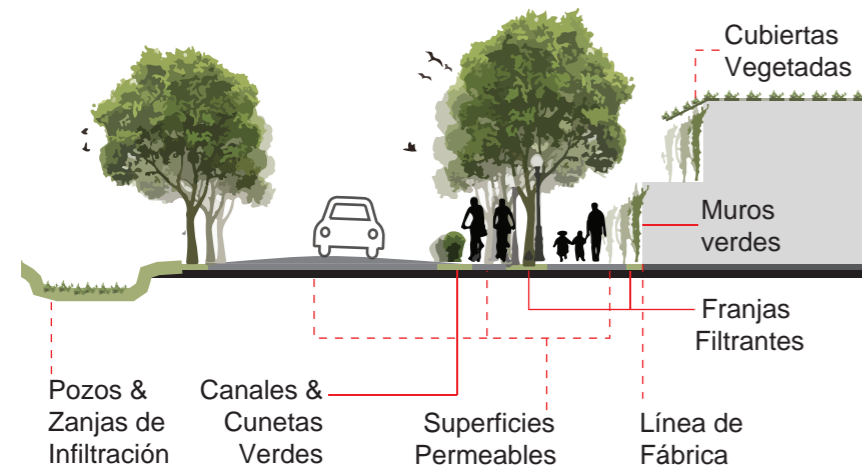 Cubiertas
Vegetadas
Muros
verdes
Franjas
Filtrantes
Pozos &
Zanjas de
Infiltración
Canales &
Cunetas
Verdes
Superficies
Permeables
Línea de
Fábrica